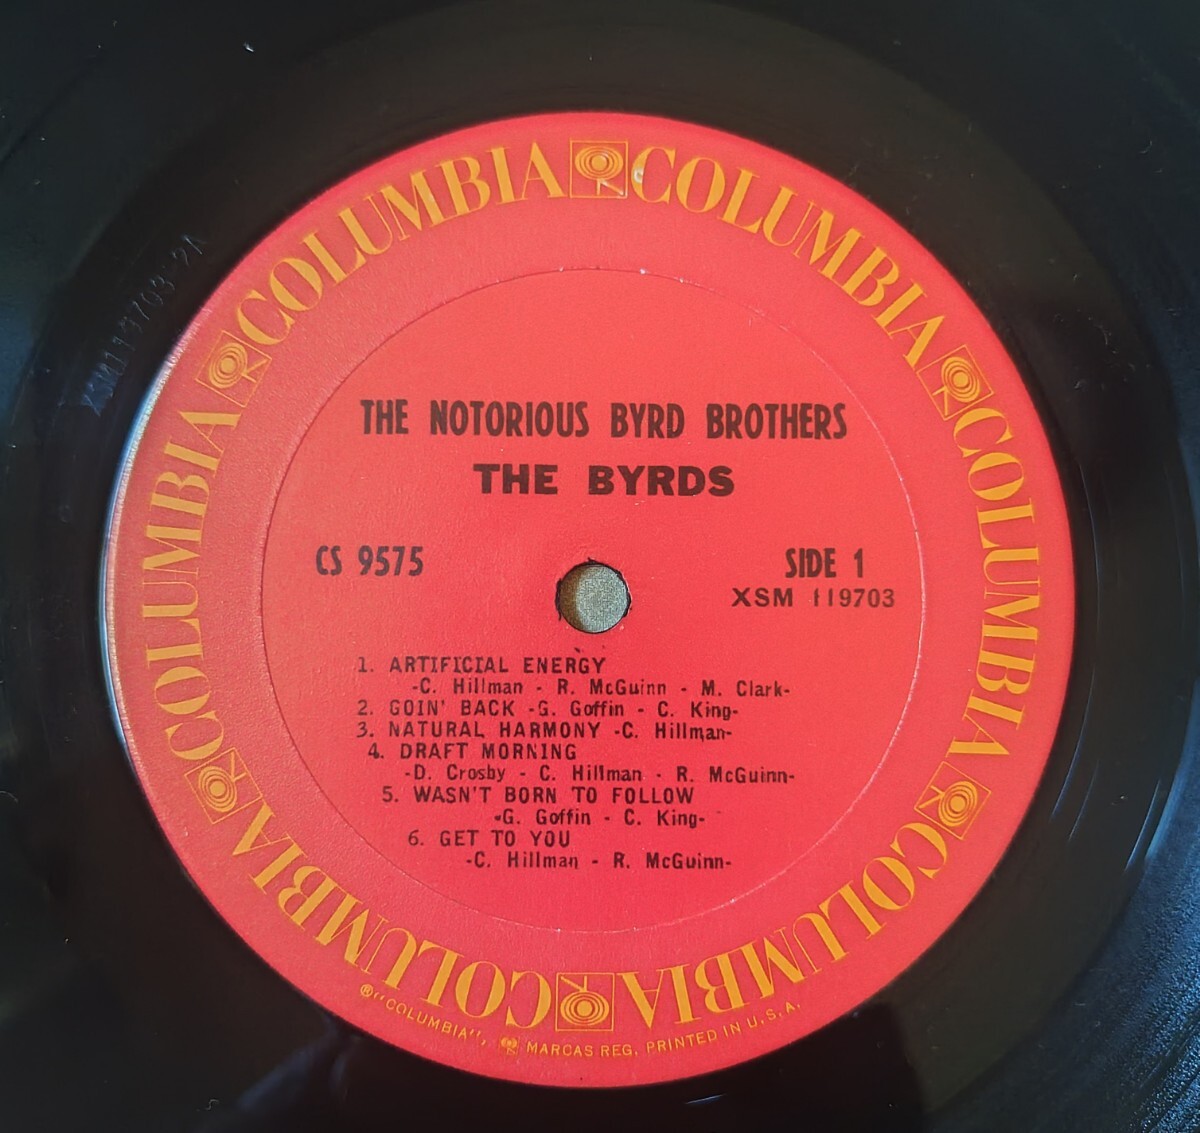 COLUMBIA COLUMBIA COLUMBIA COLUMBIA COLUMBIA COLUMBIA COLUMBIA
THE NOTORIOUS BYRD BROTHERS
THE BYRDS
CS 9575
SIDE 1
XSM 119703
1. ARTIFICIAL ENERGY
-C. Hillman - R. McGuinn - M. Clark-
2. GOIN' BACK -G. Goffin - C. King-
3. NATURAL HARMONY -C. Hillman-
4. DRAFT MORNING
-D. Crosby - C. Hillman - R. McGuinn-
5. WASN'T BORN TO FOLLOW
-G. Goffin - C. King-
6. GET TO YOU
-C. Hillman - R. McGuinn-
®"COLUMBIA", MARCAS REG. PRINTED IN U.S.A.